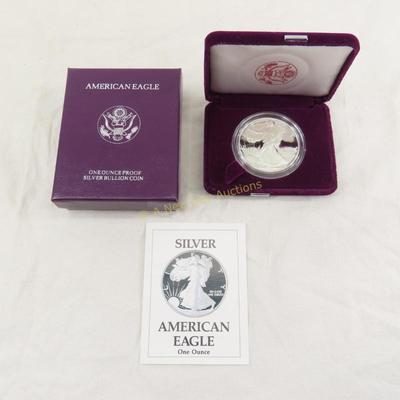 AMERICAN EAGLE
ONE OUNCE PROOF
SILVER BULLION COIN
SILVER
AMERICAN
EAGLE
One Ounce